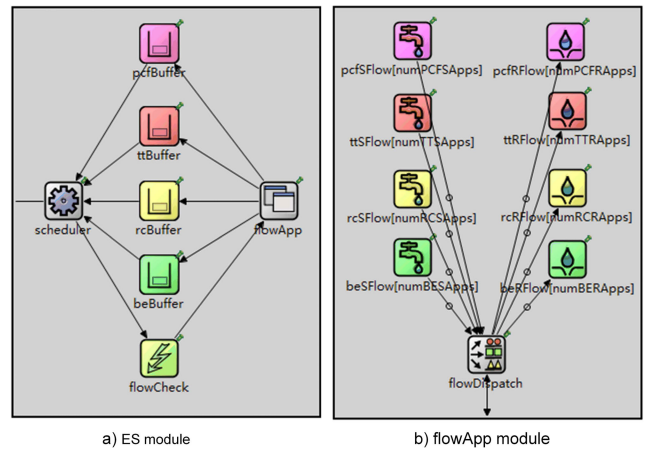 pcfBuffer
ttBuffer
scheduler
rcBuffer
flowApp
beBuffer
flowCheck
a) ES module
pcfSFlow[numPCFSApps]
pcfRFlow[numPCFRApps]
ttSFlow[numTTSApps]
ttRFlow[numTTRApps]
rcSFlow[numRCSApps]
rcRFlow[numRCRApps]
beSFlow[numBESApps]
beRFlow[numBERApps]
flowDispatch
b) flowApp module